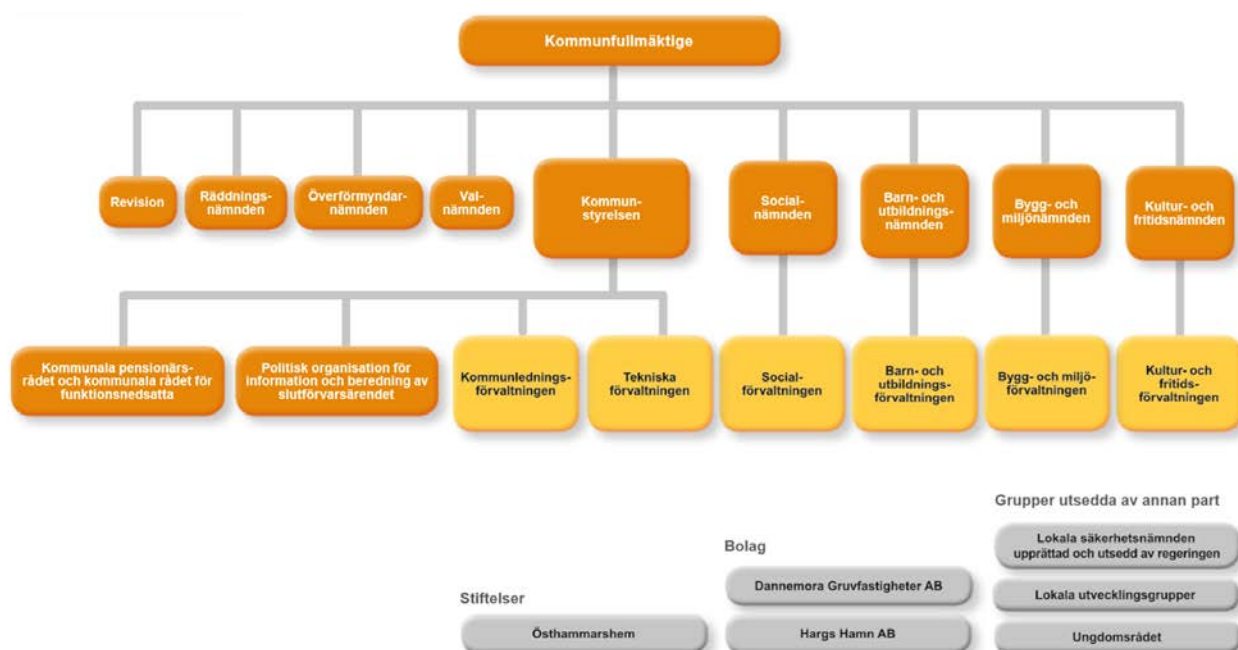 Kommunfullmäktige
Revision
Räddnings-
nämnden
Överförmyndar-
nämnden
Val-
nämnden
Kommun-
styrelsen
Social-
nämnden
Barn- och
utbildnings-
nämnden
Bygg- och
miljönämnden
Kultur- och
fritidsnämnden
Kommunala pensionärs-
rådet och kommunala rådet för
funktionsnedsatta
Politisk organisation för
information och beredning av
slutförvarsärendet
Kommunlednings-
förvaltningen
Tekniska
förvaltningen
Social-
förvaltningen
Barn- och
utbildnings-
förvaltningen
Bygg- och miljö-
förvaltningen
Kultur- och
fritids-
förvaltningen
Stiftelser
Östhammarshem
Bolag
Dannemora Gruvfastigheter AB
Hargs Hamn AB
Grupper utsedda av annan part
Lokala säkerhetsnämnden
upprättad och utsedd av regeringen
Lokala utvecklingsgrupper
Ungdomsrådet